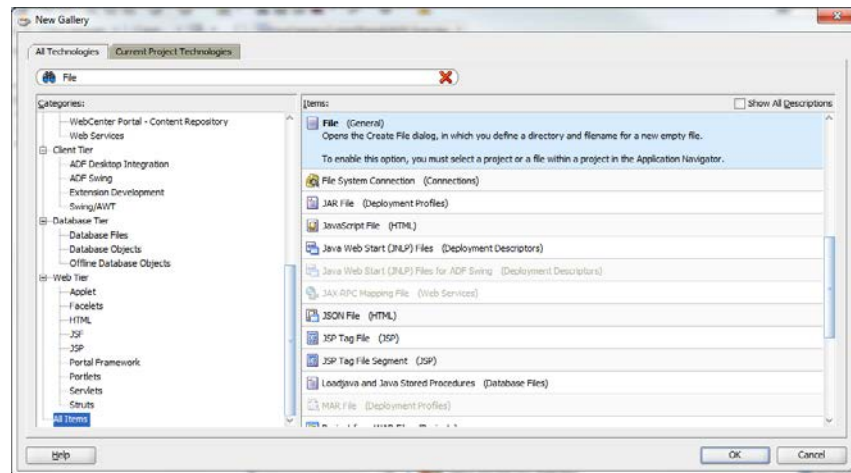 New Gallery
All Technologies
Current Project Technologies
File
Categories:
WebCenter Portal - Content Repository
Web Services
Client Tier
ADF Desktop Integration
ADF Swing
Extension Development
Swing/AWT
Database Tier
Database Files
Database Objects
Offline Database Objects
Web Tier
Applet
Facelets
HTML
JSF
JSP
Portal Framework
Portlets
Servlets
Struts
All Items
Items:
Show All Descriptions
File (General)
Opens the Create File dialog, in which you define a directory and filename for a new empty file.
To enable this option, you must select a project or a file within a project in the Application Navigator.
File System Connection (Connections)
JAR File (Deployment Profiles)
JavaScript File (HTML)
Java Web Start (JNLP) Files (Deployment Descriptors)
Java Web Start (JNLP) Files for ADF Swing (Deployment Descriptors)
JAX-RPC Mapping File (Web Services)
JSON File (HTML)
JSP Tag File (JSP)
JSP Tag File Segment (JSP)
Loadjava and Java Stored Procedures (Database Files)
MAR File (Deployment Profiles)
Help
OK
Cancel